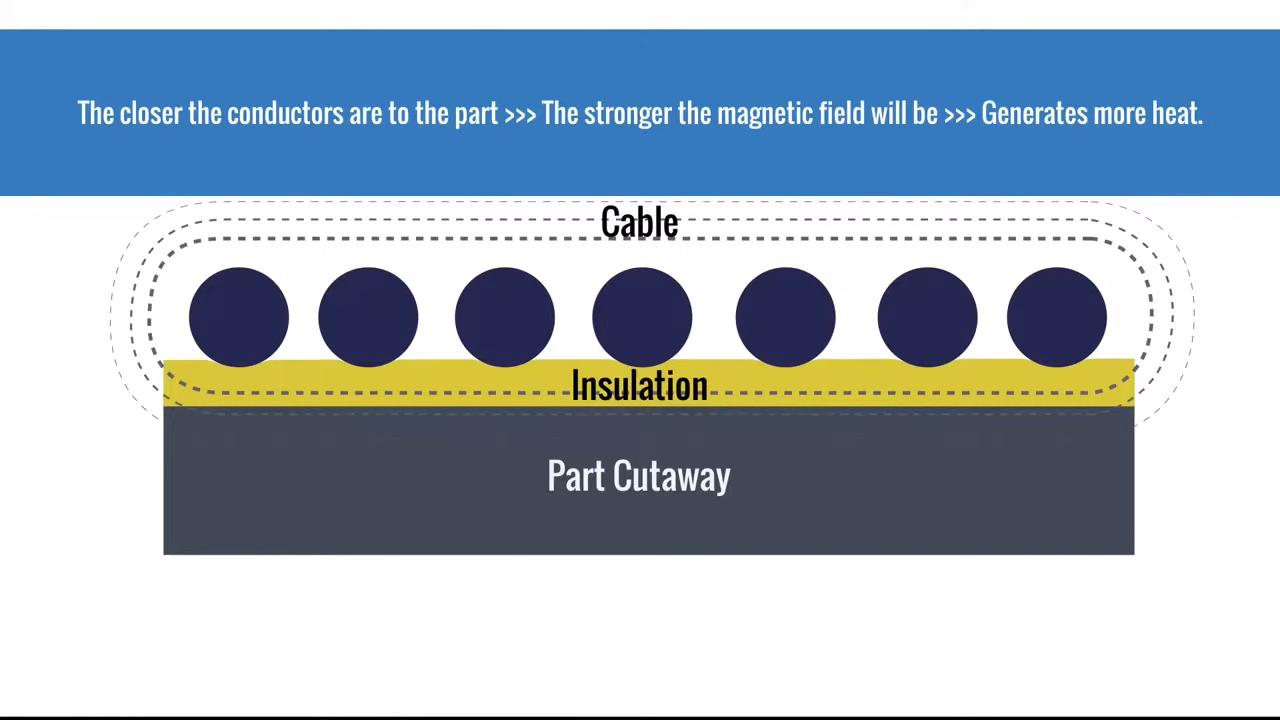 The closer the conductors are to the part >>> The stronger the magnetic field will be >>> Generates more heat.
Cable
Insulation
Part Cutaway